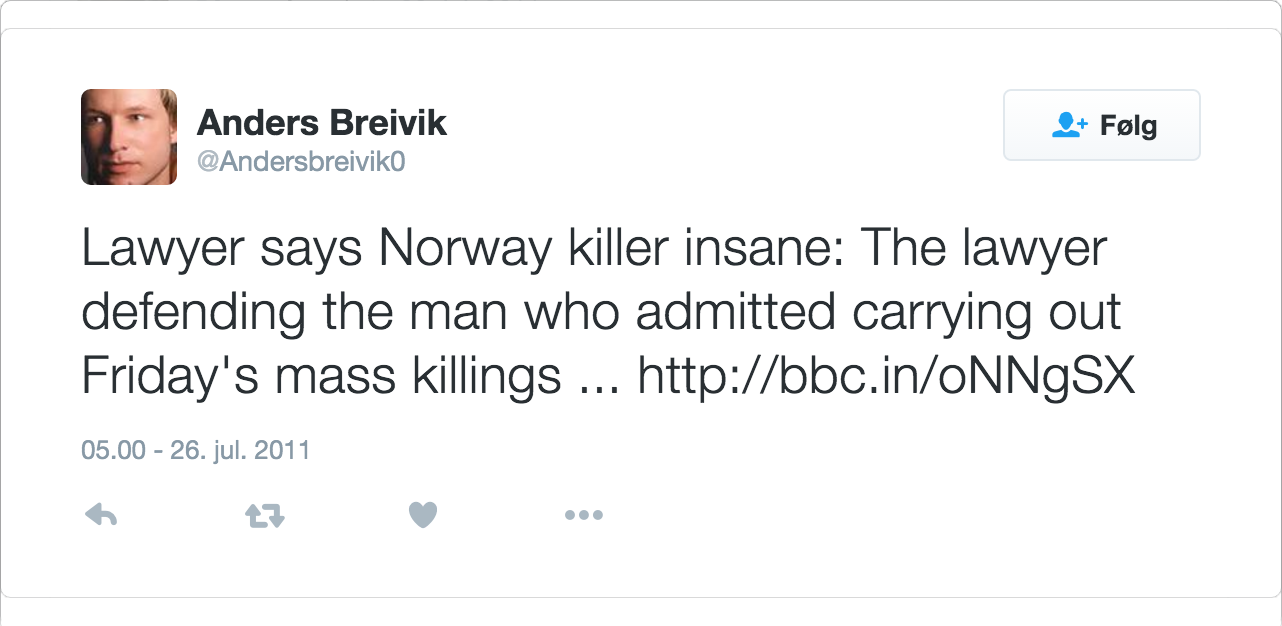 Anders Breivik
@Andersbreivik0
Følg
Lawyer says Norway killer insane: The lawyer
defending the man who admitted carrying out
Friday's mass killings ... http://bbc.in/oNNgSX
05.00 - 26. jul. 2011